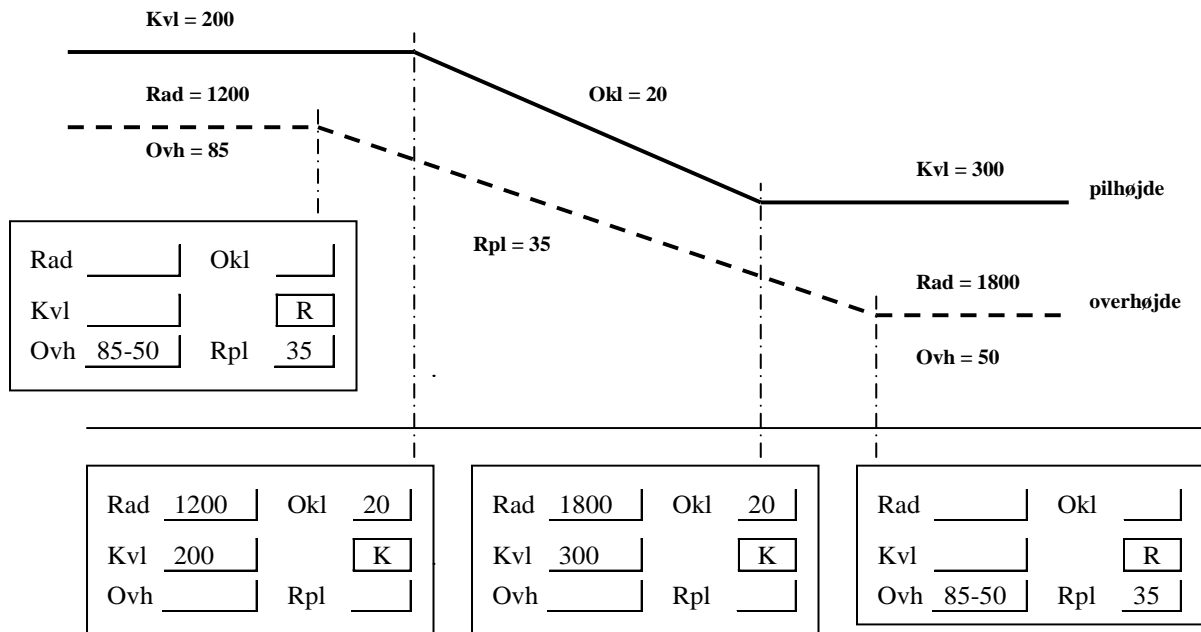 Kvl = 200
Rad = 1200
Okl = 20
Ovh = 85
Kvl = 300
pilhøjde
Rpl = 35
Rad = 1800
overhøjde
Ovh = 50
Rad Okl
Kvl R
Ovh 85-50 Rpl 35
Rad 1200 Okl 20
Kvl 200 K
Ovh Rpl
Rad 1800 Okl 20
Kvl 300 K
Ovh Rpl
Rad Okl
Kvl R
Ovh 85-50 Rpl 35